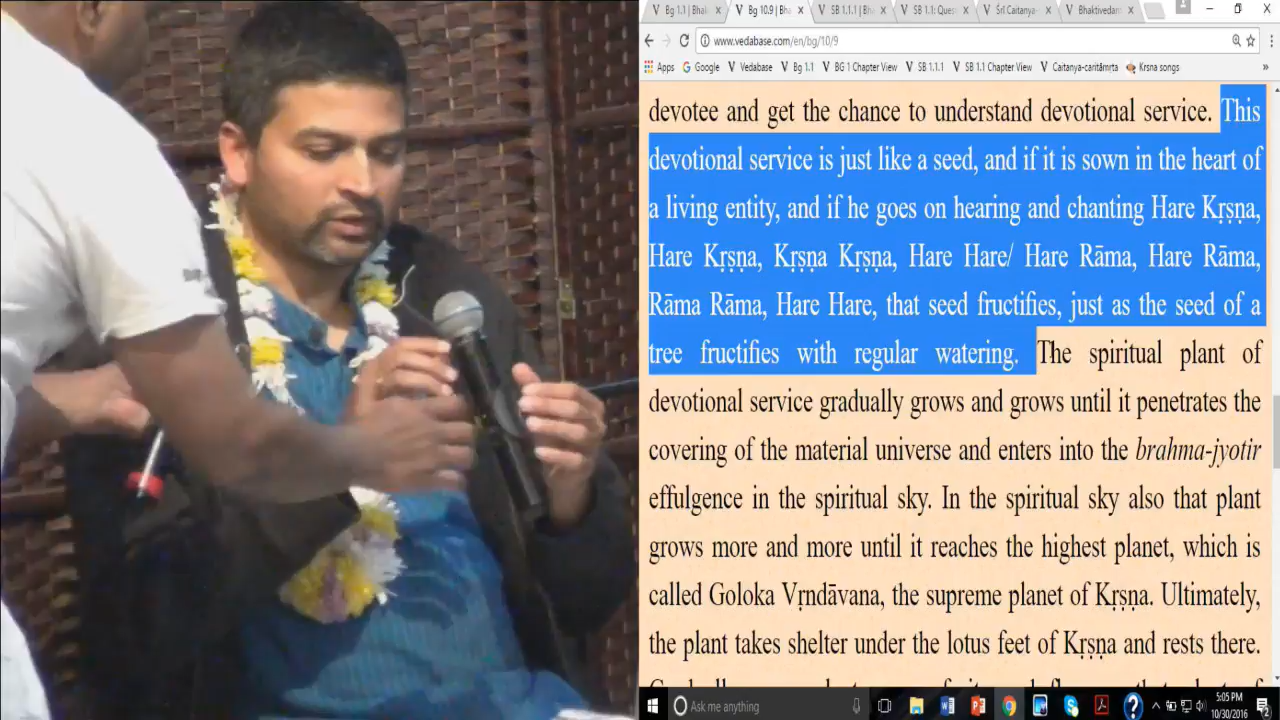 Bg 1.1 | Bhak
Bg 10.9 | Bha
SB 1.1.1 | Bha
SB 1.1: Ques
Śrī Caitanya-
Bhaktivedan
www.vedabase.com/en/bg/10/9
Apps Google Vedabase Bg 1.1 BG 1 Chapter View SB 1.1.1 SB 1.1 Chapter View Caitanya-caritāmṛta Krsna songs »
devotee and get the chance to understand devotional service. This
devotional service is just like a seed, and if it is sown in the heart of
a living entity, and if he goes on hearing and chanting Hare Kṛṣṇa,
Hare Kṛṣṇa, Kṛṣṇa Kṛṣṇa, Hare Hare/ Hare Rāma, Hare Rāma,
Rāma Rāma, Hare Hare, that seed fructifies, just as the seed of a
tree fructifies with regular watering. The spiritual plant of
devotional service gradually grows and grows until it penetrates the
covering of the material universe and enters into the brahma-jyotir
effulgence in the spiritual sky. In the spiritual sky also that plant
grows more and more until it reaches the highest planet, which is
called Goloka Vṛndāvana, the supreme planet of Kṛṣṇa. Ultimately,
the plant takes shelter under the lotus feet of Kṛṣṇa and rests there.
Ask me anything
5:05 PM
10/30/2016
2